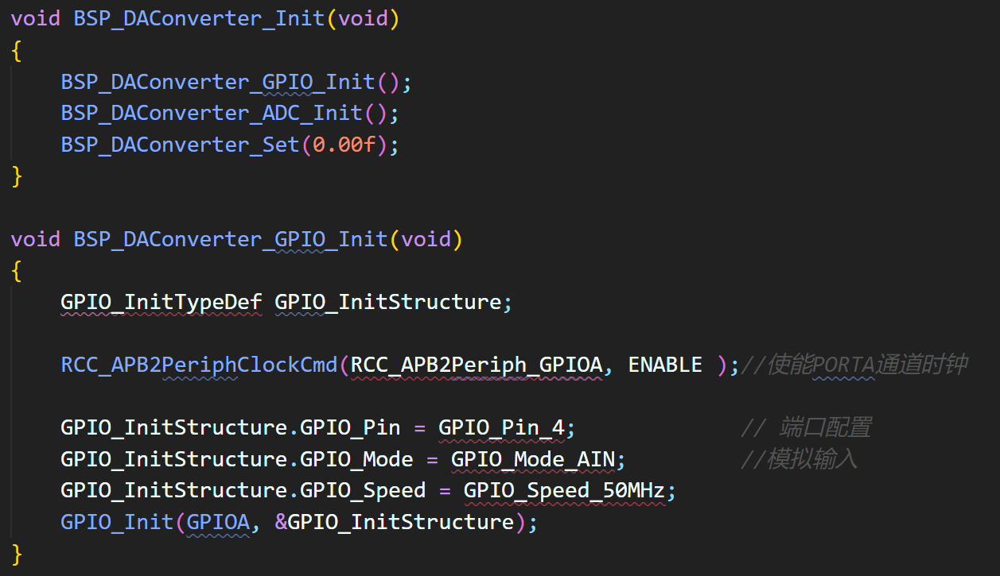 void BSP_DAConverter_Init(void)
{
    BSP_DAConverter_GPIO_Init();
    BSP_DAConverter_ADC_Init();
    BSP_DAConverter_Set(0.00f);
}

void BSP_DAConverter_GPIO_Init(void)
{
    GPIO_InitTypeDef GPIO_InitStructure;

    RCC_APB2PeriphClockCmd(RCC_APB2Periph_GPIOA, ENABLE );//使能PORTA通道时钟

    GPIO_InitStructure.GPIO_Pin = GPIO_Pin_4;             // 端口配置
    GPIO_InitStructure.GPIO_Mode = GPIO_Mode_AIN;         //模拟输入
    GPIO_InitStructure.GPIO_Speed = GPIO_Speed_50MHz;
    GPIO_Init(GPIOA, &GPIO_InitStructure);
}